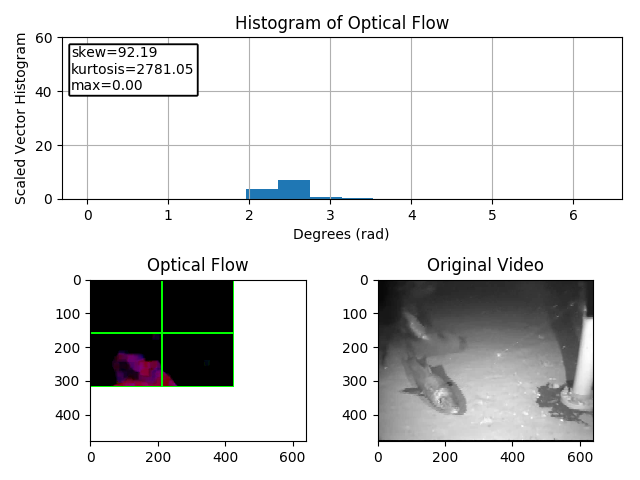 Histogram of Optical Flow
60
40
20
0
Scaled Vector Histogram
skew=92.19
kurtosis=2781.05
max=0.00
0 1 2 3 4 5 6
Degrees (rad)
Optical Flow
0
100
200
300
400
0 200 400 600
Original Video
0
100
200
300
400
0 200 400 600